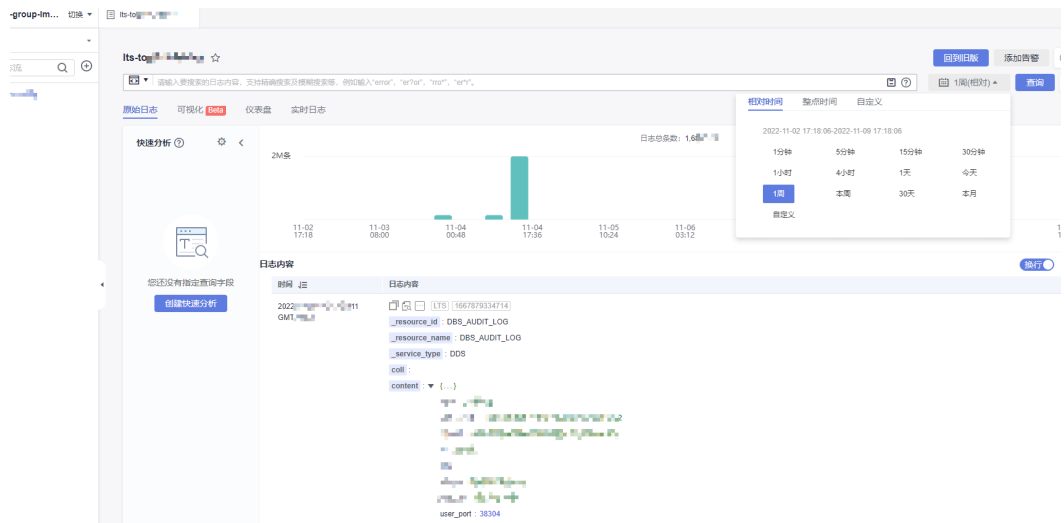 -group-im... 切换
lts-to
lts-to
回到旧版 添加告警
请输入要搜索的日志内容，支持精确搜索及模糊搜索等，例如输入"error"，"er?or"，"rro*"，"er*r"。
1周(相对) 查询
原始日志 可视化 Beta 仪表盘 实时日志
相对时间 整点时间 自定义
2022-11-02 17:18:06-2022-11-09 17:18:06
1分钟 5分钟 15分钟 30分钟
1小时 4小时 1天 今天
1周 本周 30天 本月
自定义
快速分析
日志总条数：1,68
2M条
11-02 17:18
11-03 08:00
11-04 00:48
11-04 17:36
11-05 10:24
11-06 03:12
您还没有指定查询字段
创建快速分析
日志内容
换行
时间 日志内容
2022 11
GMT
LTS 1667879334714
_resource_id : DBS_AUDIT_LOG
_resource_name : DBS_AUDIT_LOG
_service_type : DDS
coll :
content : {...}
user_port : 38304